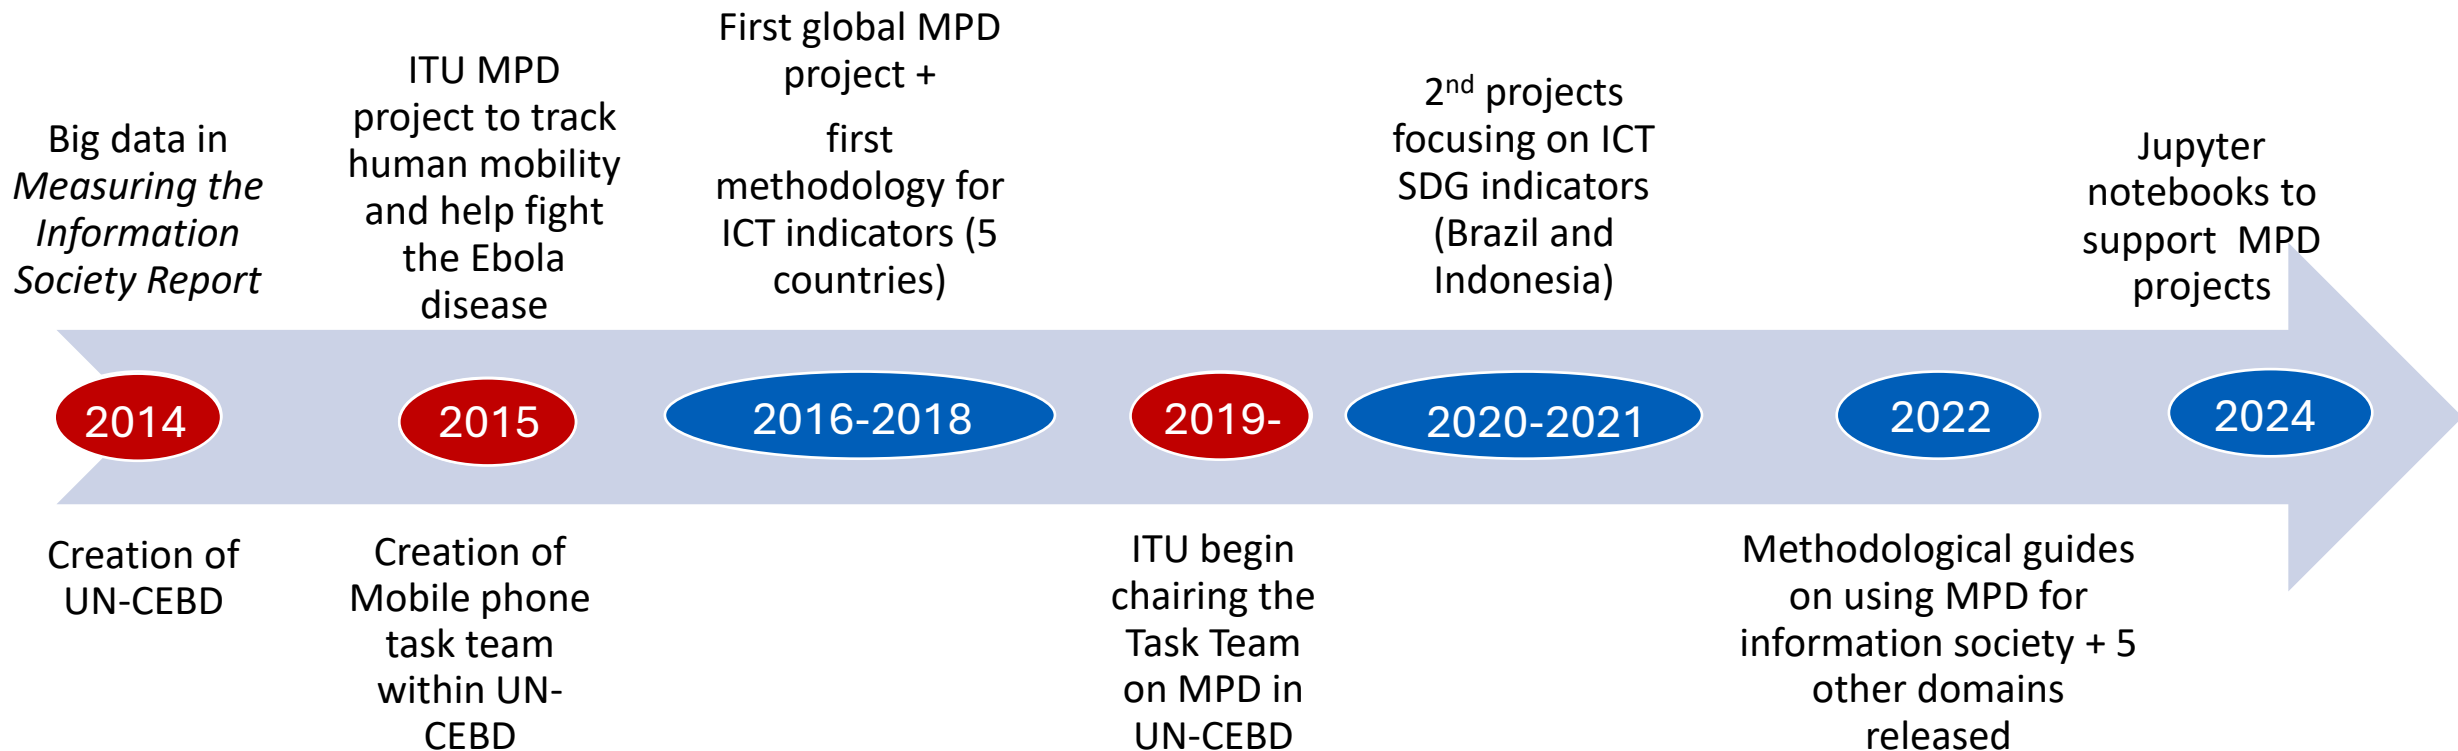 Big data in
Measuring the
Information
Society Report
ITU MPD
project to track
human mobility
and help fight
the Ebola
disease
First global MPD
project +
first
methodology for
ICT indicators (5
countries)
2nd projects
focusing on ICT
SDG indicators
(Brazil and
Indonesia)
Jupyter
notebooks to
support MPD
projects
2014
2015
2016-2018
2019-
2020-2021
2022
2024
Creation of
UN-CEBD
Creation of
Mobile phone
task team
within UN-
CEBD
ITU begin
chairing the
Task Team
on MPD in
UN-CEBD
Methodological guides
on using MPD for
information society + 5
other domains
released